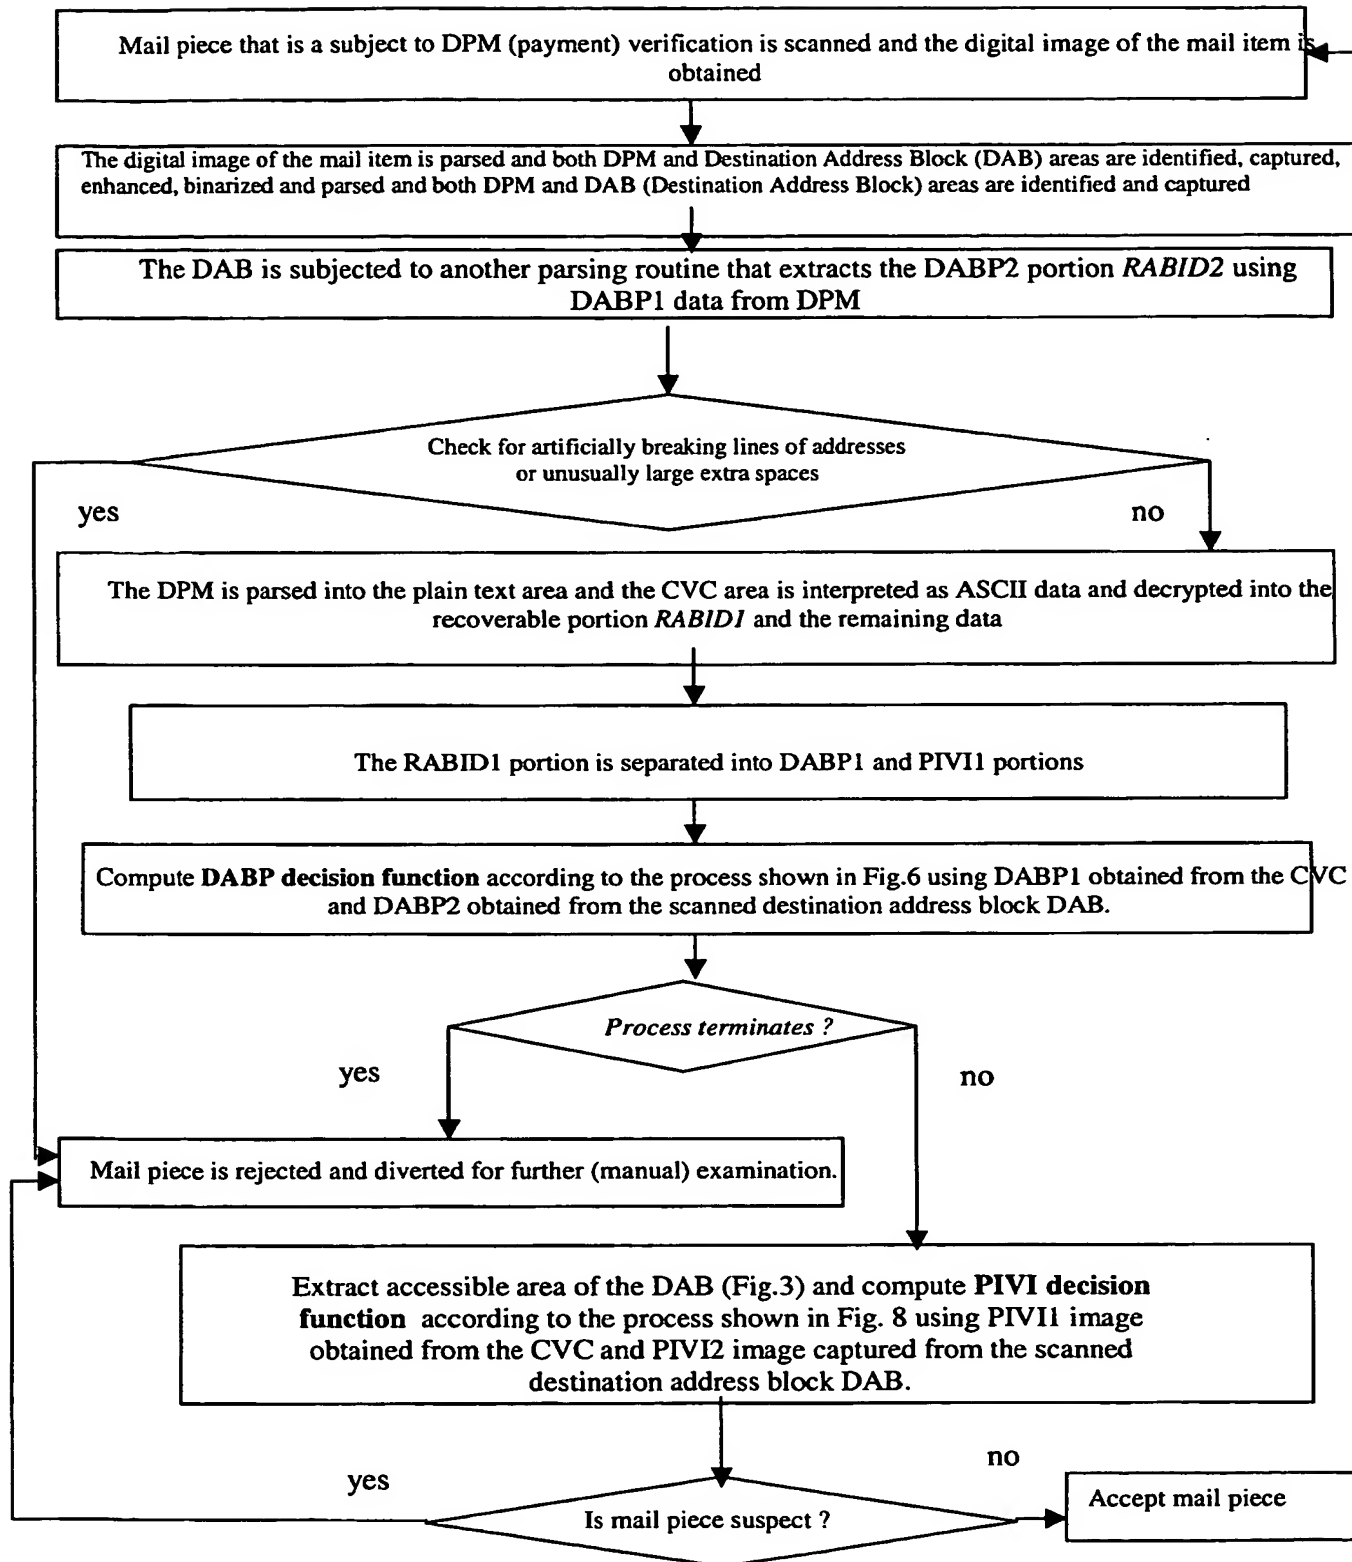 Mail piece that is a subject to DPM (payment) verification is scanned and the digital image of the mail item is
obtained
The digital image of the mail item is parsed and both DPM and Destination Address Block (DAB) areas are identified, captured,
enhanced, binarized and parsed and both DPM and DAB (Destination Address Block) areas are identified and captured
The DAB is subjected to another parsing routine that extracts the DABP2 portion RABID2 using
DABP1 data from DPM
Check for artificially breaking lines of addresses
or unusually large extra spaces
yes
no
The DPM is parsed into the plain text area and the CVC area is interpreted as ASCII data and decrypted into the
recoverable portion RABID1 and the remaining data
The RABID1 portion is separated into DABP1 and PIVI1 portions
Compute DABP decision function according to the process shown in Fig.6 using DABP1 obtained from the CVC
and DABP2 obtained from the scanned destination address block DAB.
Process terminates ?
yes
no
Mail piece is rejected and diverted for further (manual) examination.
Extract accessible area of the DAB (Fig.3) and compute PIVI decision
function according to the process shown in Fig. 8 using PIVI1 image
obtained from the CVC and PIVI2 image captured from the scanned
destination address block DAB.
yes
no
Is mail piece suspect ?
Accept mail piece